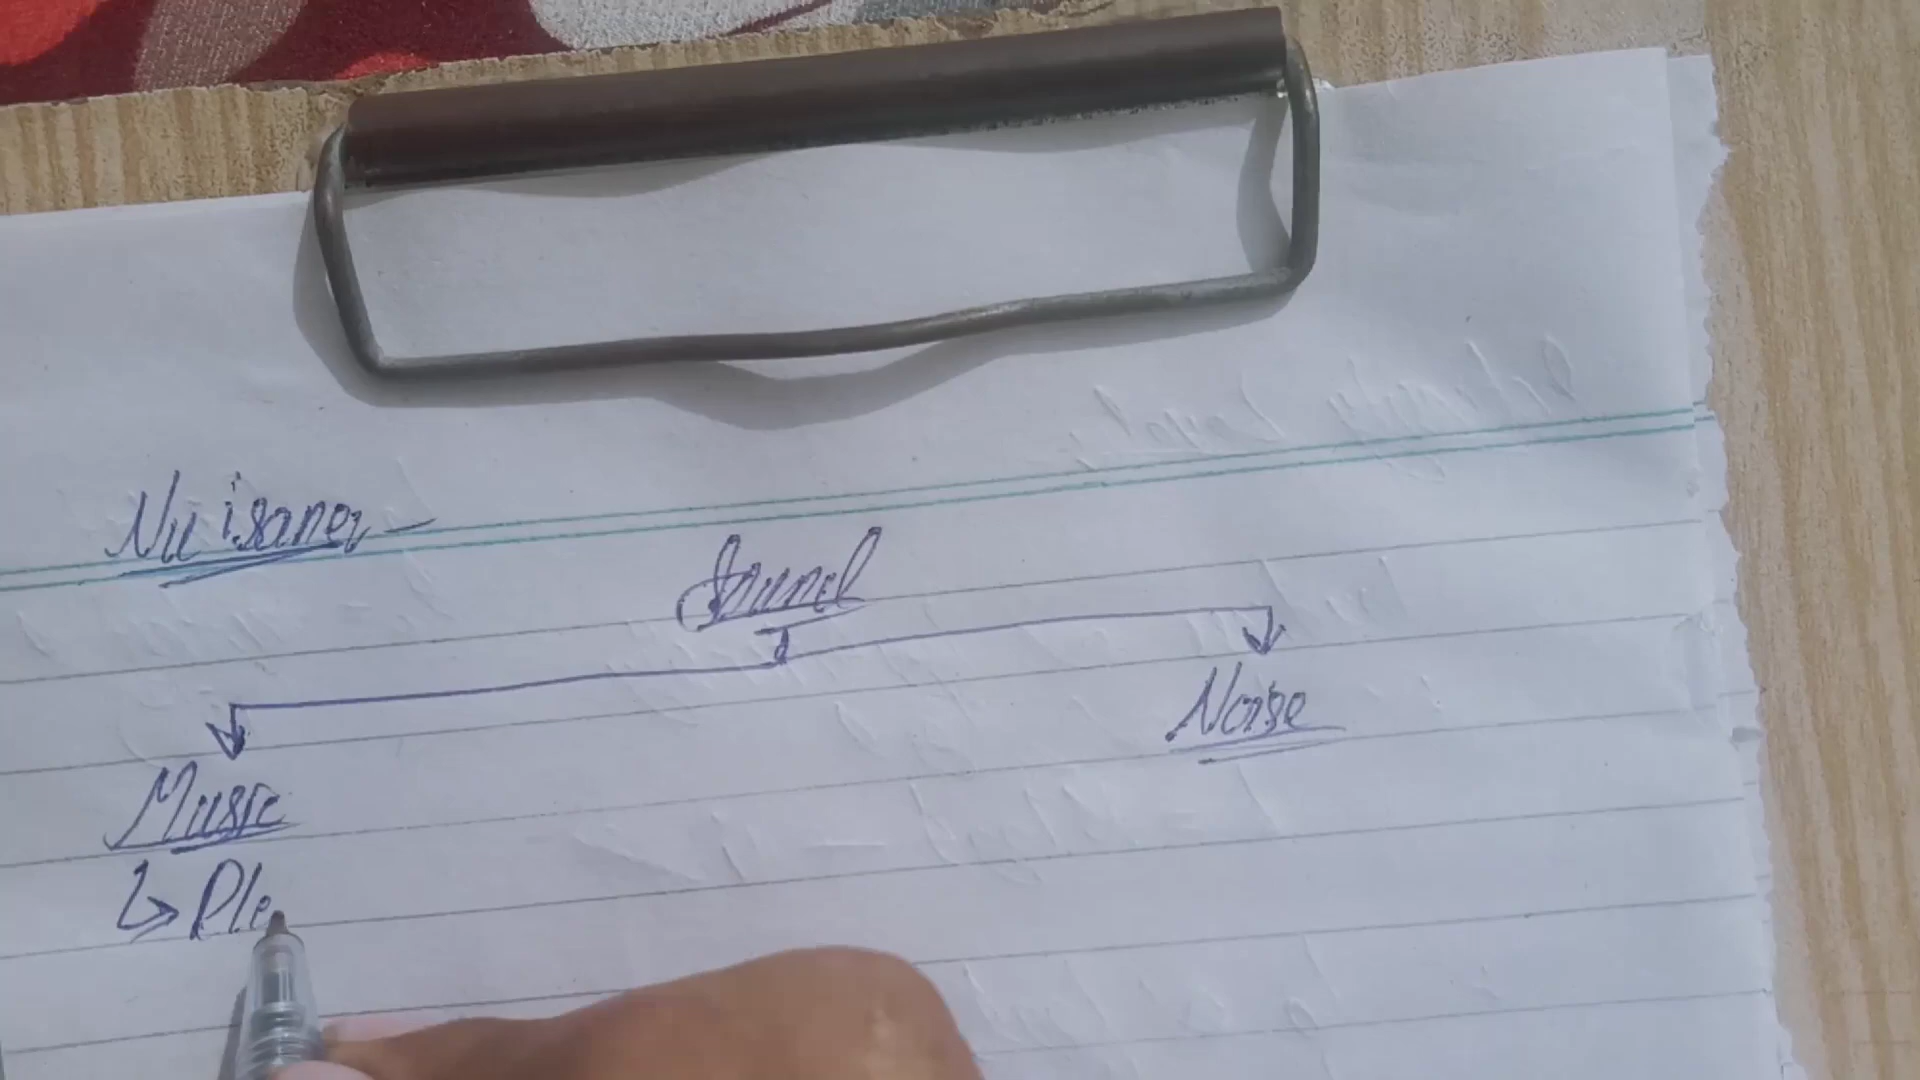 Nuisance -
Sound
Noise
Music
↳ Ple